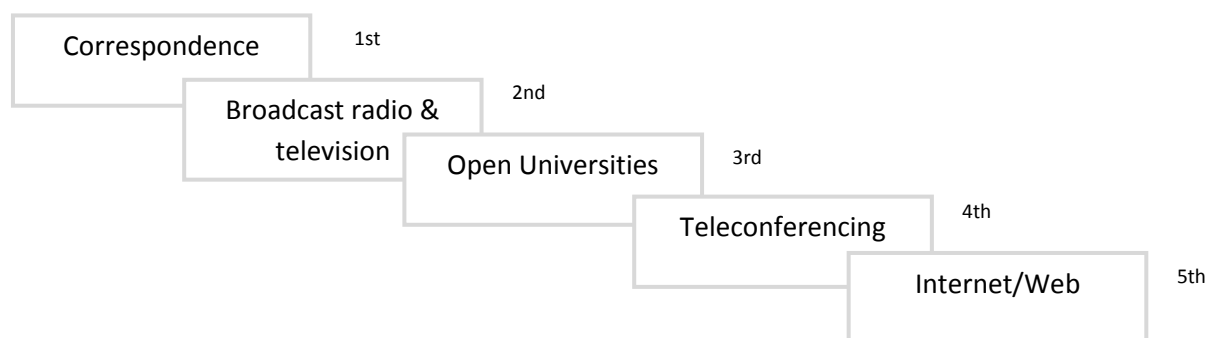 Correspondence
1st
Broadcast radio &
television
2nd
Open Universities
3rd
Teleconferencing
4th
Internet/Web
5th